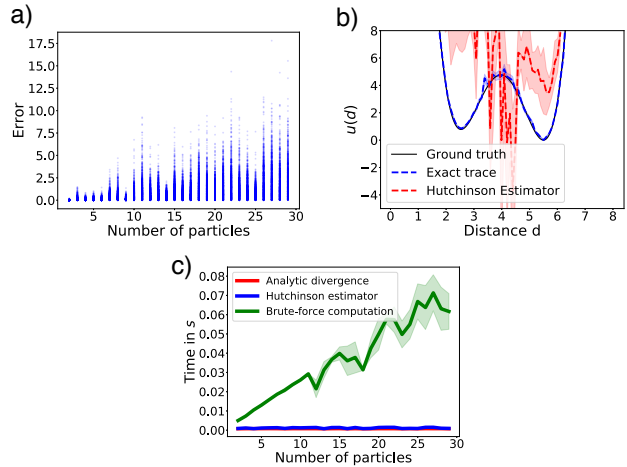 a)
17.5
15.0
12.5
10.0
7.5
5.0
2.5
0.0
Error
5 10 15 20 25 30
Number of particles
b)
8
6
4
2
0
−2
−4
u(d)
Ground truth
Exact trace
Hutchinson Estimator
0 1 2 3 4 5 6 7 8
Distance d
c)
0.08
0.07
0.06
0.05
0.04
0.03
0.02
0.01
0.00
Time in s
Analytic divergence
Hutchinson estimator
Brute-force computation
5 10 15 20 25 30
Number of particles